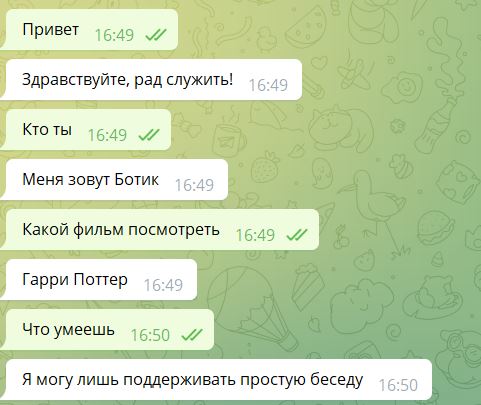 Привет 16:49
Здравствуйте, рад служить! 16:49
Кто ты 16:49
Меня зовут Ботик 16:49
Какой фильм посмотреть 16:49
Гарри Поттер 16:49
Что умеешь 16:50
Я могу лишь поддерживать простую беседу 16:50